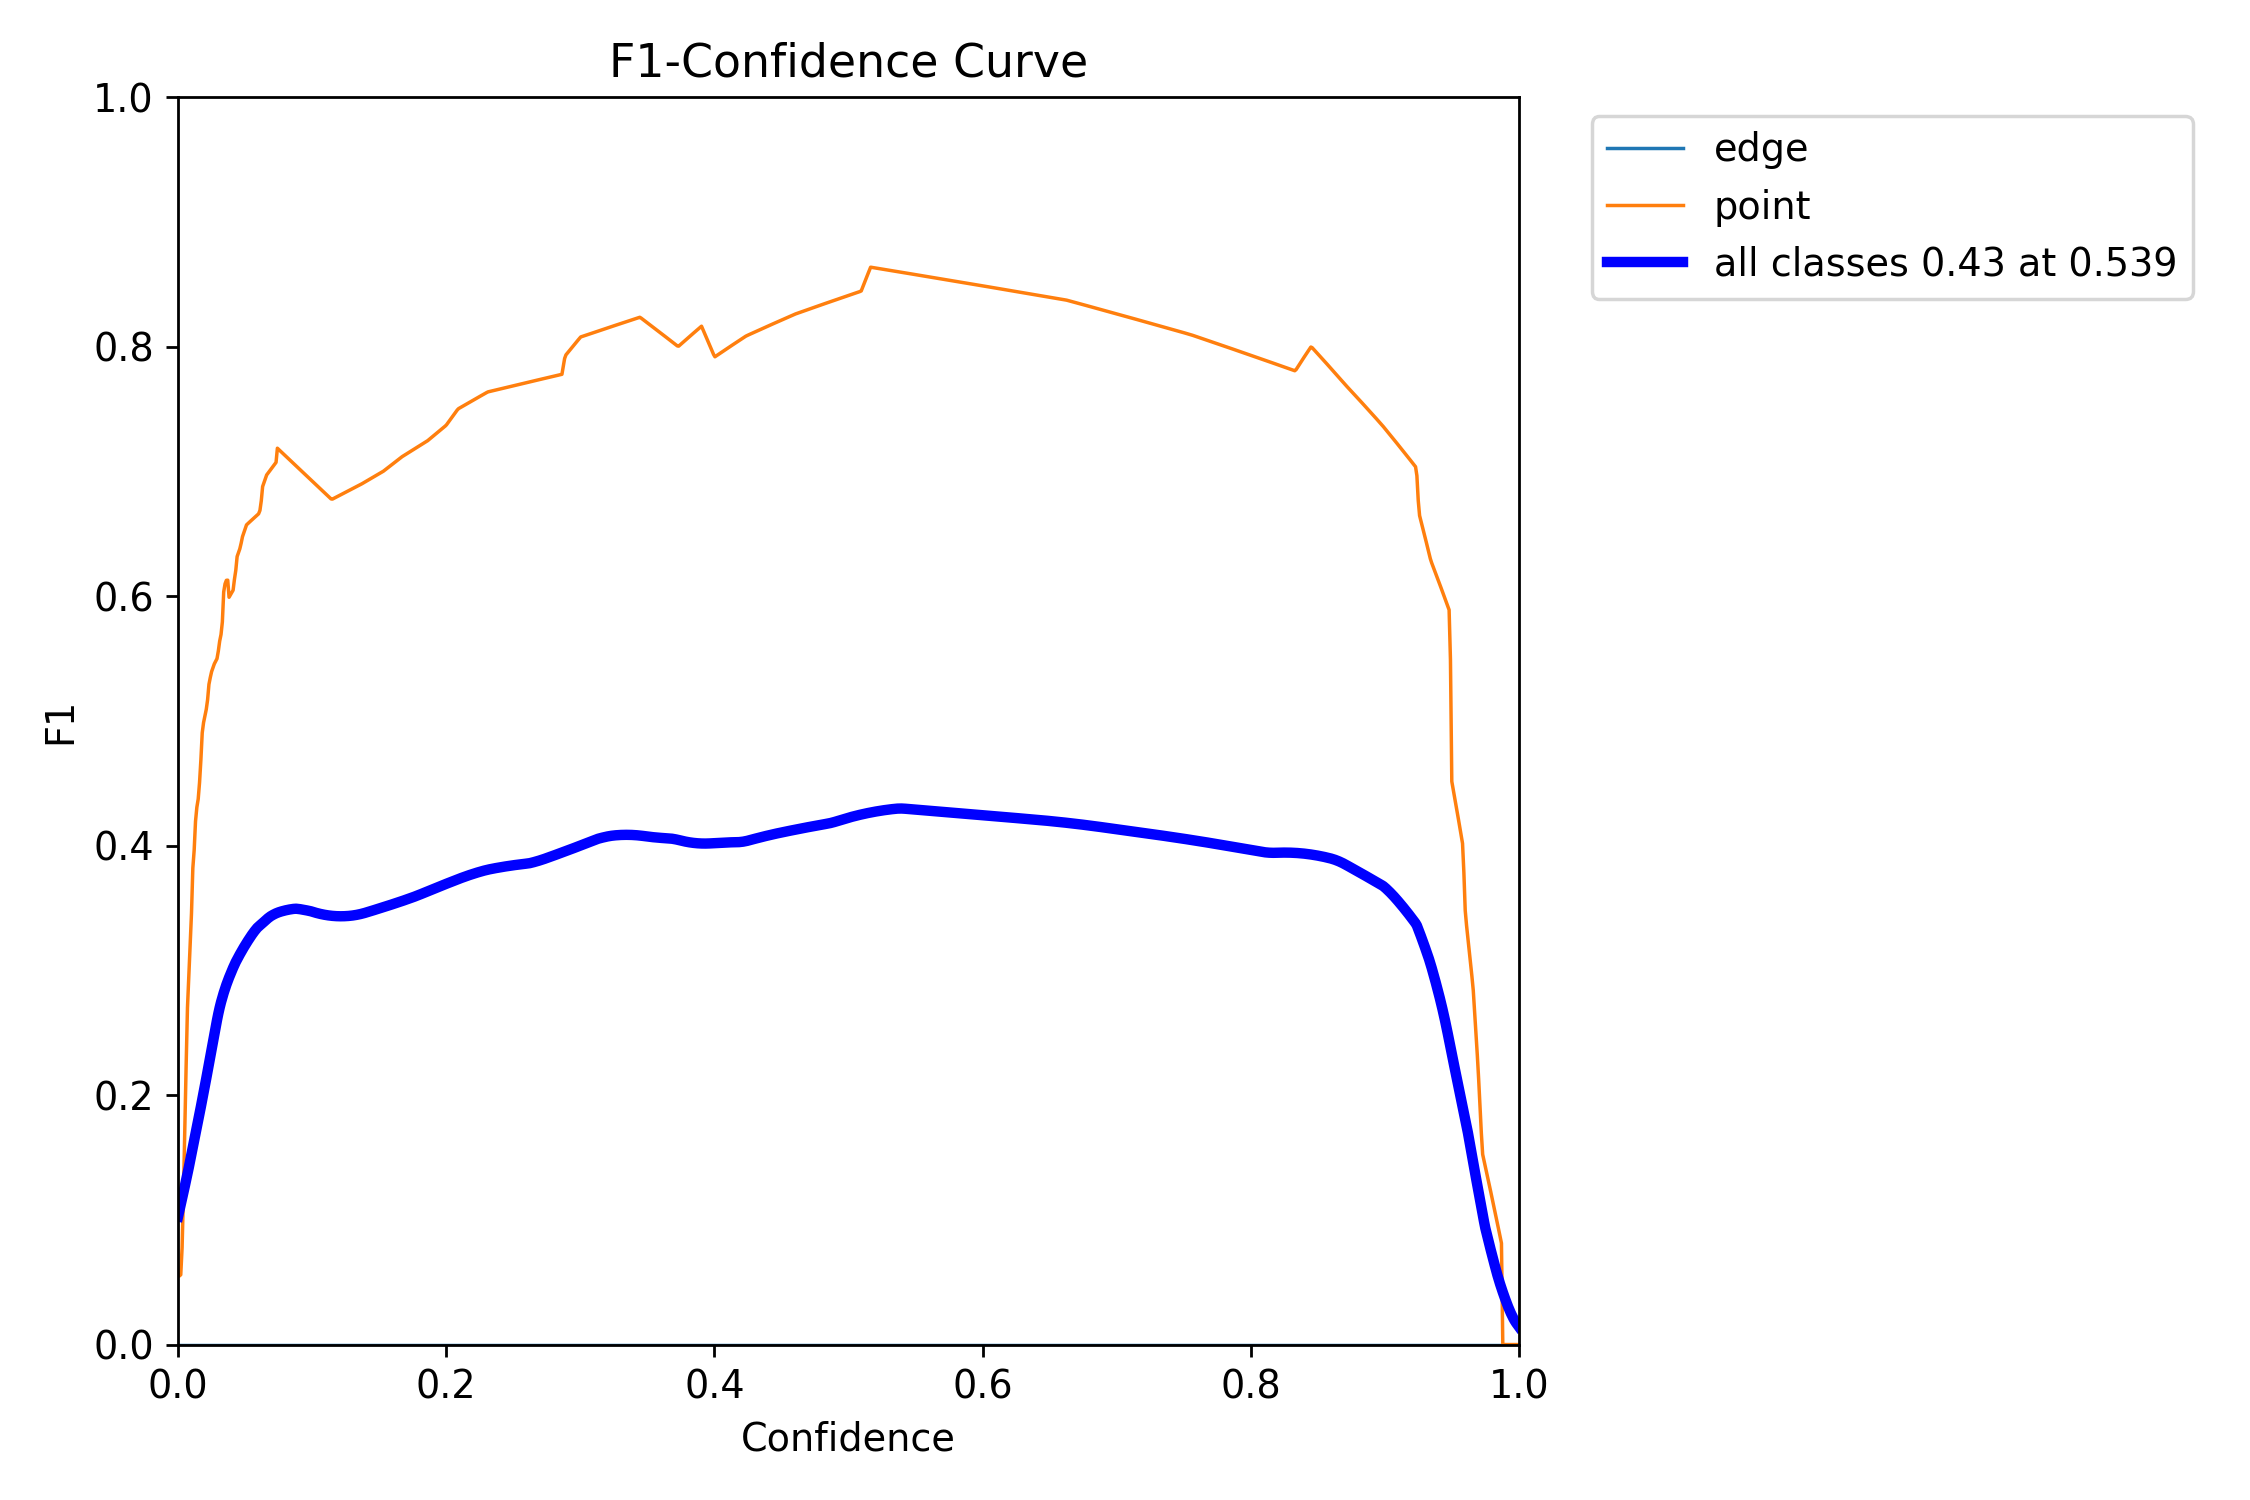 F1-Confidence Curve
1.0
0.8
0.6
0.4
0.2
0.0
F1
0.0 0.2 0.4 0.6 0.8 1.0
Confidence
edge
point
all classes 0.43 at 0.539